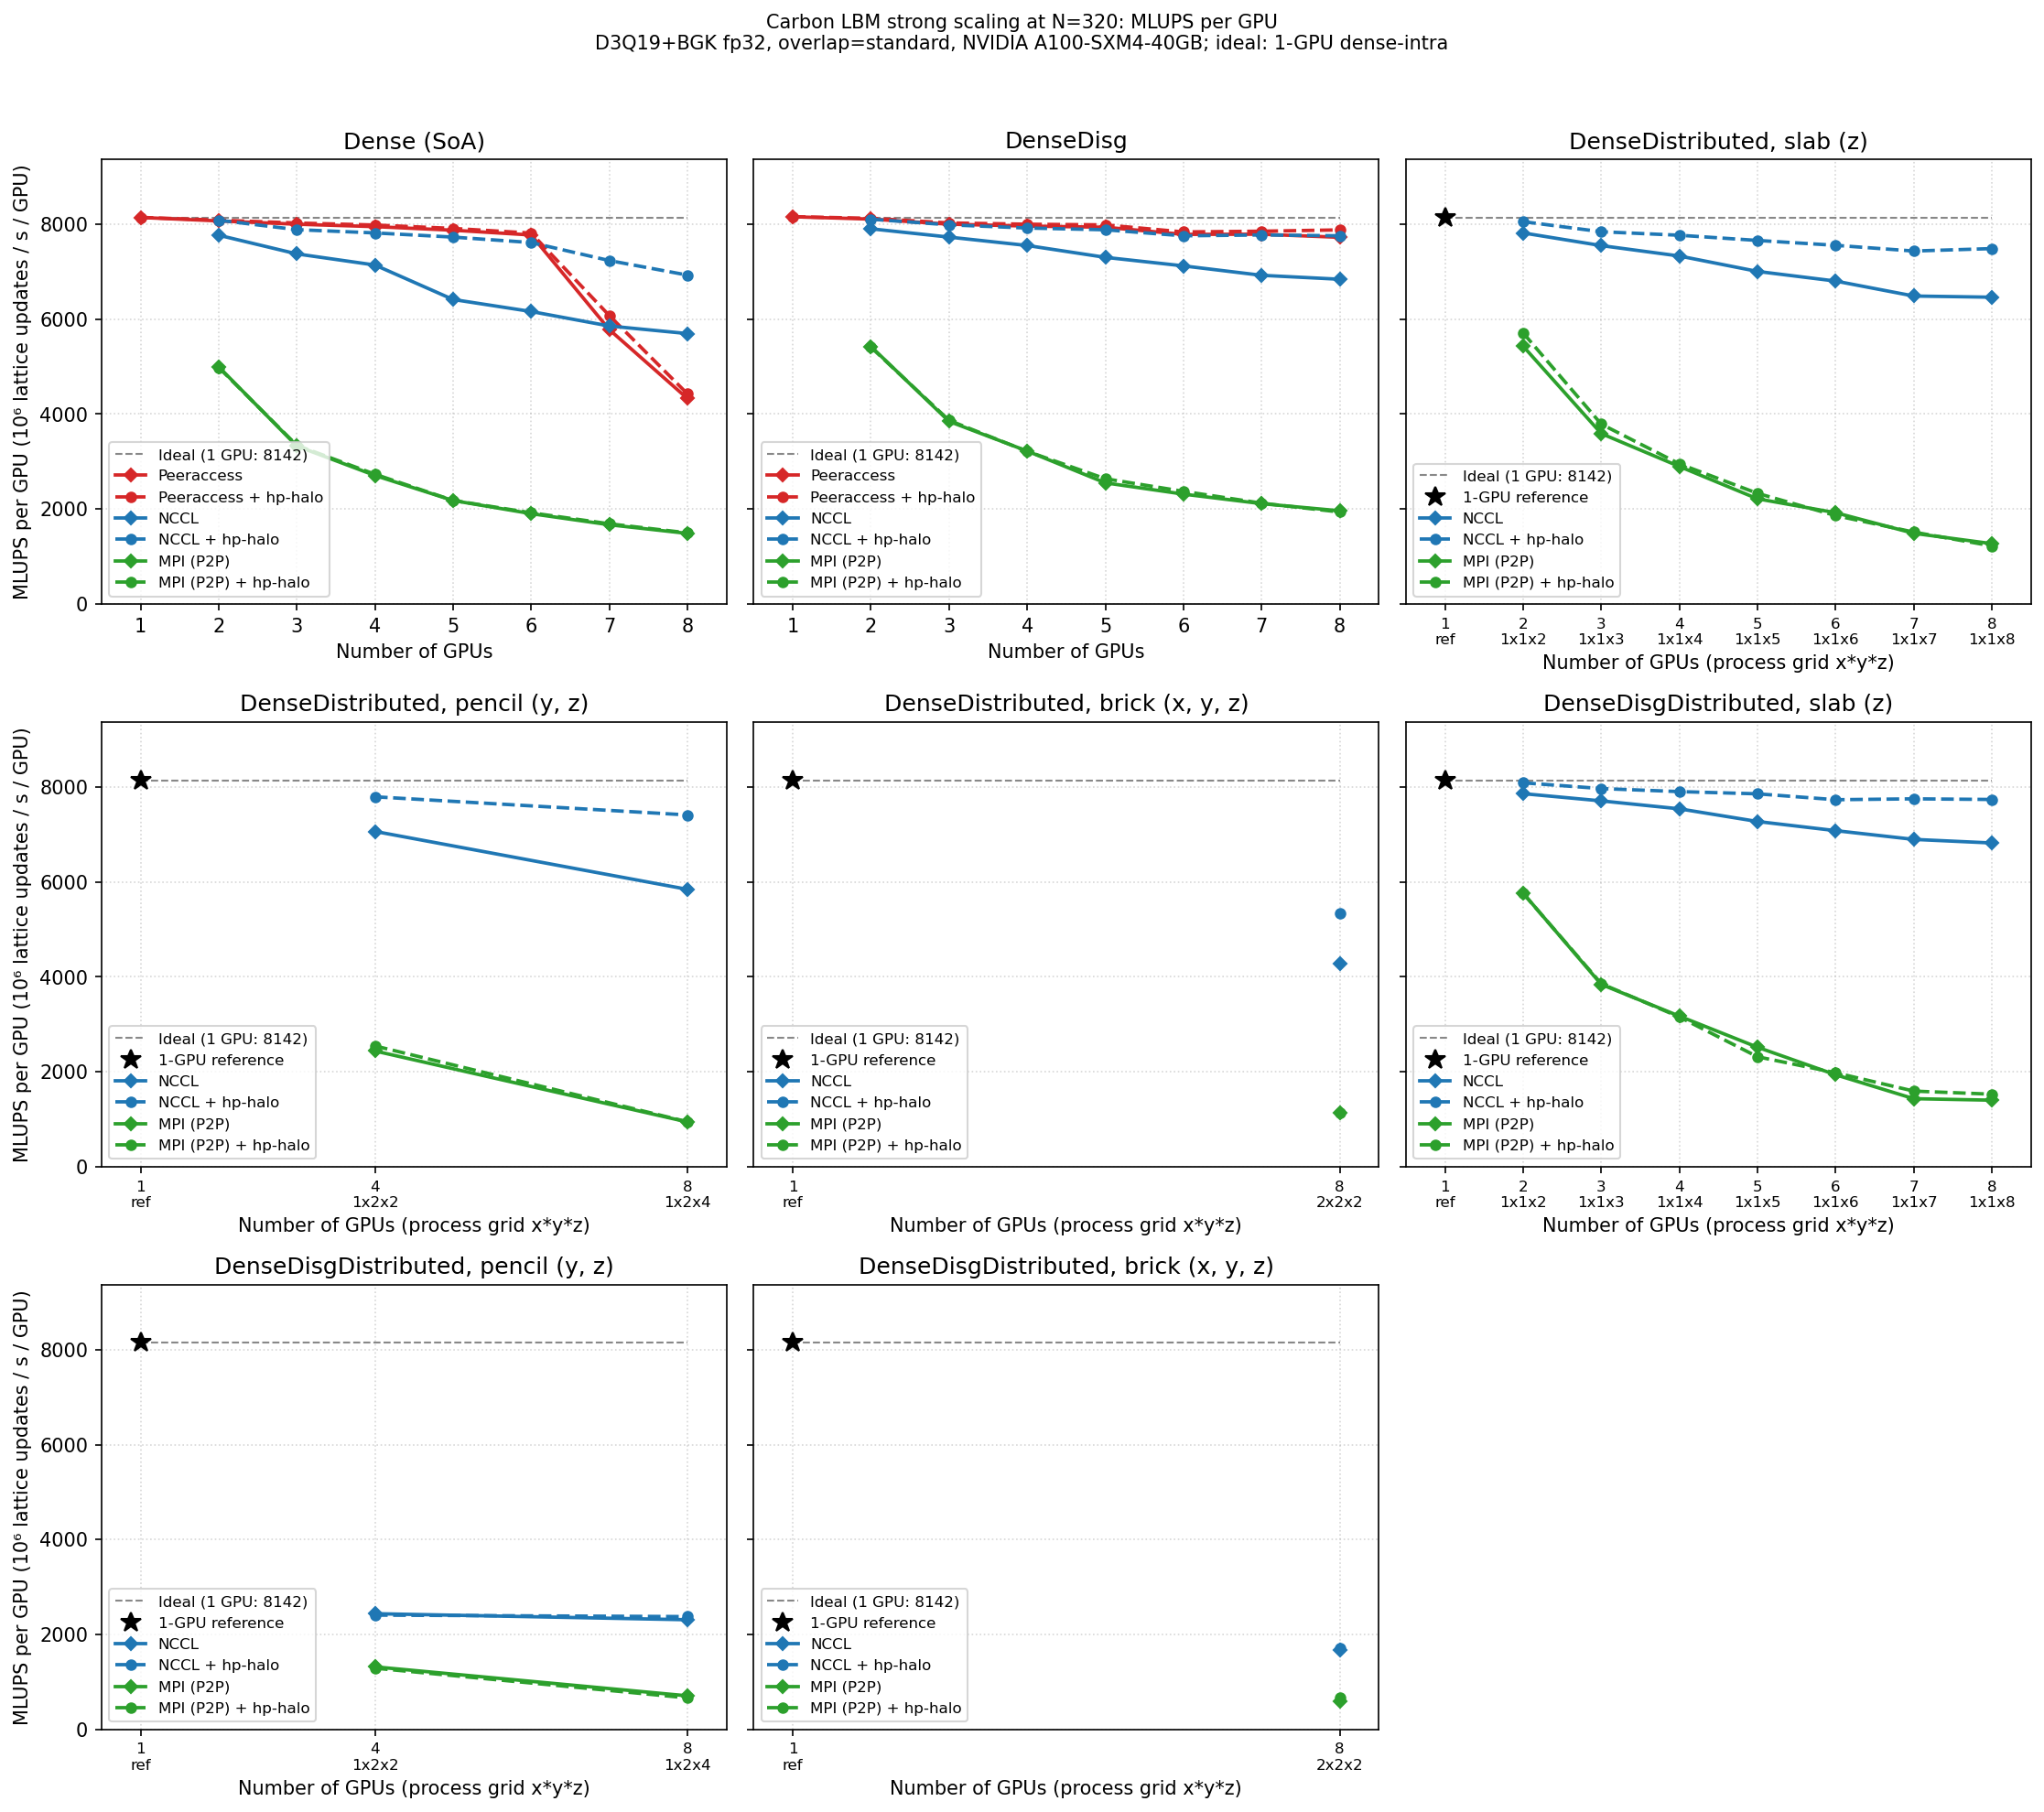 Carbon LBM strong scaling at N=320: MLUPS per GPU
D3Q19+BGK fp32, overlap=standard, NVIDIA A100-SXM4-40GB; ideal: 1-GPU dense-intra
Dense (SoA)
MLUPS per GPU (10⁶ lattice updates / s / GPU)
8000
6000
4000
2000
0
Ideal (1 GPU: 8142)
Peeraccess
Peeraccess + hp-halo
NCCL
NCCL + hp-halo
MPI (P2P)
MPI (P2P) + hp-halo
1 2 3 4 5 6 7 8
Number of GPUs
DenseDisg
Ideal (1 GPU: 8142)
Peeraccess
Peeraccess + hp-halo
NCCL
NCCL + hp-halo
MPI (P2P)
MPI (P2P) + hp-halo
1 2 3 4 5 6 7 8
Number of GPUs
DenseDistributed, slab (z)
Ideal (1 GPU: 8142)
1-GPU reference
NCCL
NCCL + hp-halo
MPI (P2P)
MPI (P2P) + hp-halo
1 2 3 4 5 6 7 8
ref 1x1x2 1x1x3 1x1x4 1x1x5 1x1x6 1x1x7 1x1x8
Number of GPUs (process grid x*y*z)
DenseDistributed, pencil (y, z)
MLUPS per GPU (10⁶ lattice updates / s / GPU)
8000
6000
4000
2000
0
Ideal (1 GPU: 8142)
1-GPU reference
NCCL
NCCL + hp-halo
MPI (P2P)
MPI (P2P) + hp-halo
1 4 8
ref 1x2x2 1x2x4
Number of GPUs (process grid x*y*z)
DenseDistributed, brick (x, y, z)
Ideal (1 GPU: 8142)
1-GPU reference
NCCL
NCCL + hp-halo
MPI (P2P)
MPI (P2P) + hp-halo
1 8
ref 2x2x2
Number of GPUs (process grid x*y*z)
DenseDisgDistributed, slab (z)
Ideal (1 GPU: 8142)
1-GPU reference
NCCL
NCCL + hp-halo
MPI (P2P)
MPI (P2P) + hp-halo
1 2 3 4 5 6 7 8
ref 1x1x2 1x1x3 1x1x4 1x1x5 1x1x6 1x1x7 1x1x8
Number of GPUs (process grid x*y*z)
DenseDisgDistributed, pencil (y, z)
MLUPS per GPU (10⁶ lattice updates / s / GPU)
8000
6000
4000
2000
0
Ideal (1 GPU: 8142)
1-GPU reference
NCCL
NCCL + hp-halo
MPI (P2P)
MPI (P2P) + hp-halo
1 4 8
ref 1x2x2 1x2x4
Number of GPUs (process grid x*y*z)
DenseDisgDistributed, brick (x, y, z)
Ideal (1 GPU: 8142)
1-GPU reference
NCCL
NCCL + hp-halo
MPI (P2P)
MPI (P2P) + hp-halo
1 8
ref 2x2x2
Number of GPUs (process grid x*y*z)